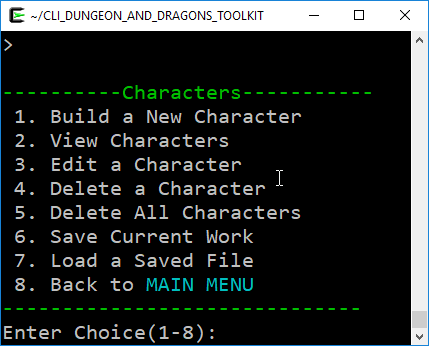 ~/CLI_DUNGEON_AND_DRAGONS_TOOLKIT
>
----------Characters-----------
1. Build a New Character
2. View Characters
3. Edit a Character
4. Delete a Character
5. Delete All Characters
6. Save Current Work
7. Load a Saved File
8. Back to MAIN MENU
------------------------------
Enter Choice(1-8):